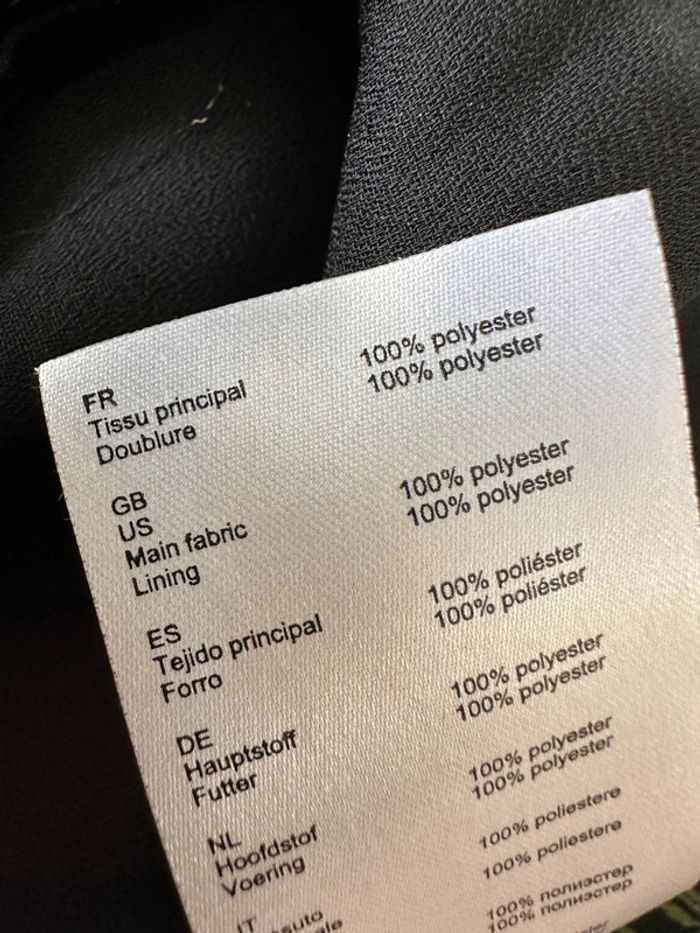 FR
Tissu principal 100% polyester
Doublure 100% polyester
GB
US
Main fabric 100% polyester
Lining 100% polyester
ES
Tejido principal 100% poliéster
Forro 100% poliéster
DE
Hauptstoff 100% polyester
Futter 100% polyester
NL
Hoofdstof 100% polyester
Voering 100% polyester
IT
100% poliestere
100% poliestere
100% полиэстер
100% полиэстер